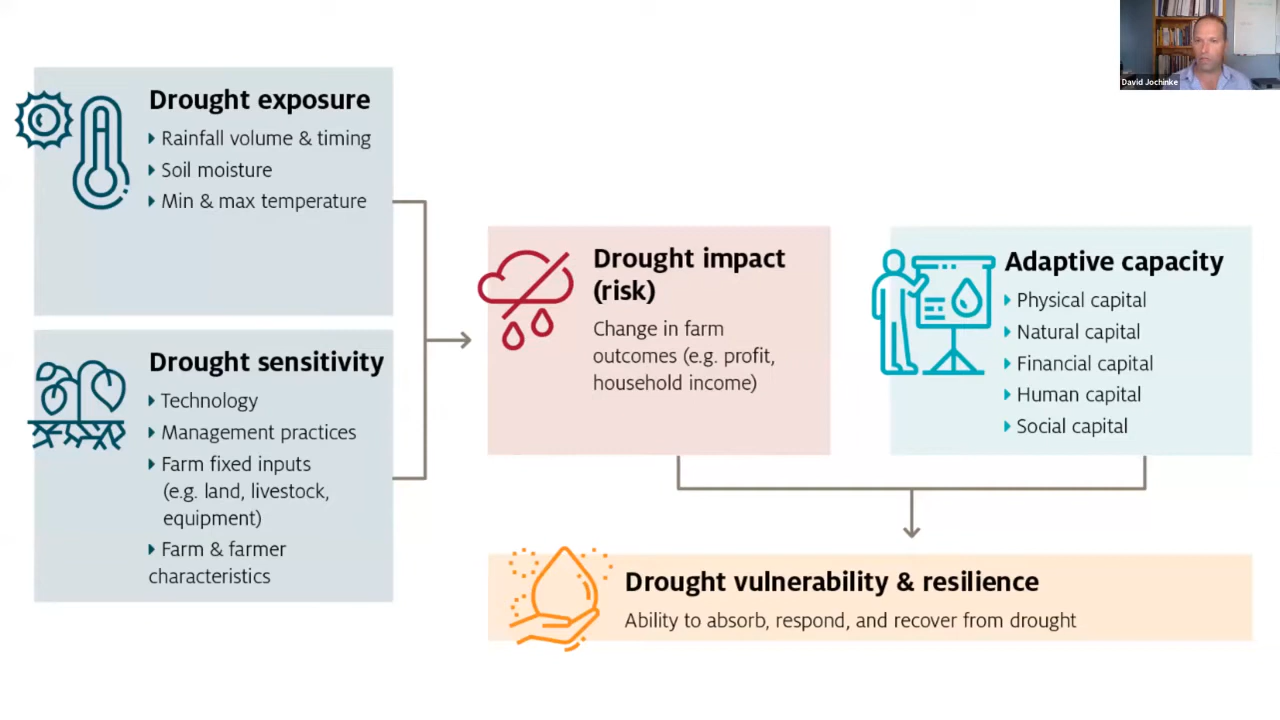 David Jochinke
Drought exposure
Rainfall volume & timing
Soil moisture
Min & max temperature
Drought sensitivity
Technology
Management practices
Farm fixed inputs
(e.g. land, livestock,
equipment)
Farm & farmer
characteristics
Drought impact
(risk)
Change in farm
outcomes (e.g. profit,
household income)
Adaptive capacity
Physical capital
Natural capital
Financial capital
Human capital
Social capital
Drought vulnerability & resilience
Ability to absorb, respond, and recover from drought